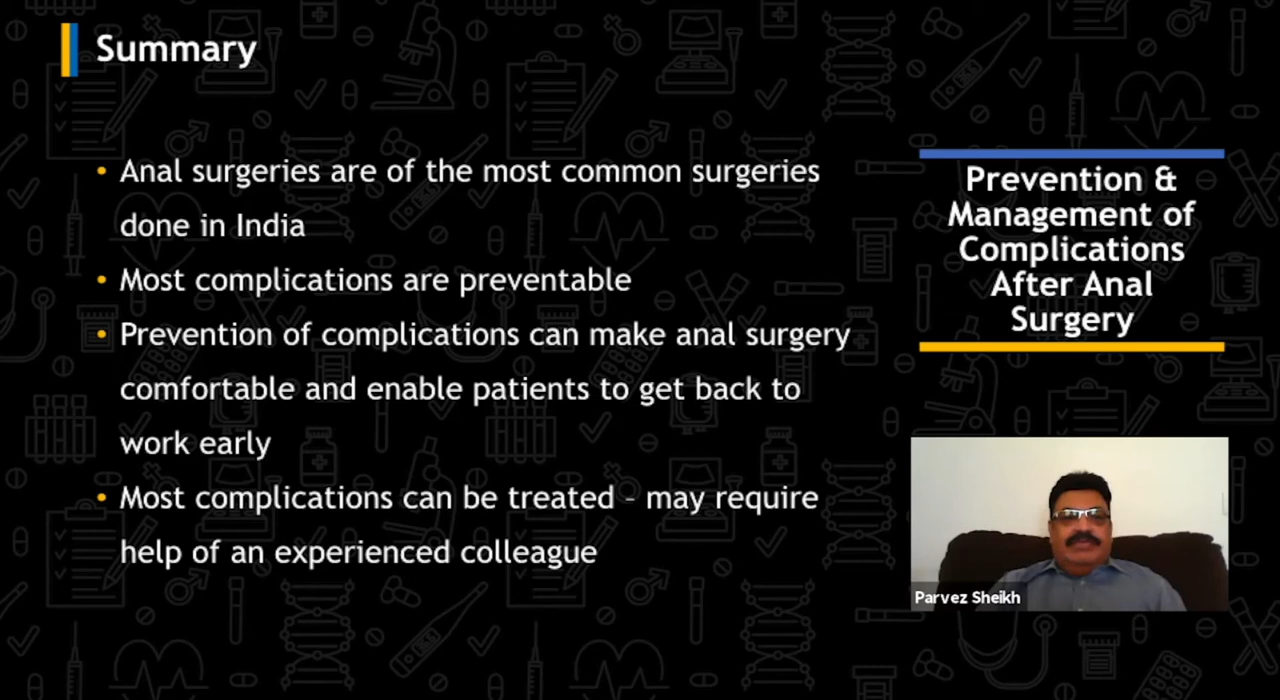 Summary
• Anal surgeries are of the most common surgeries
done in India
• Most complications are preventable
• Prevention of complications can make anal surgery
comfortable and enable patients to get back to
work early
• Most complications can be treated – may require
help of an experienced colleague
Prevention &
Management of
Complications
After Anal
Surgery
Parvez Sheikh